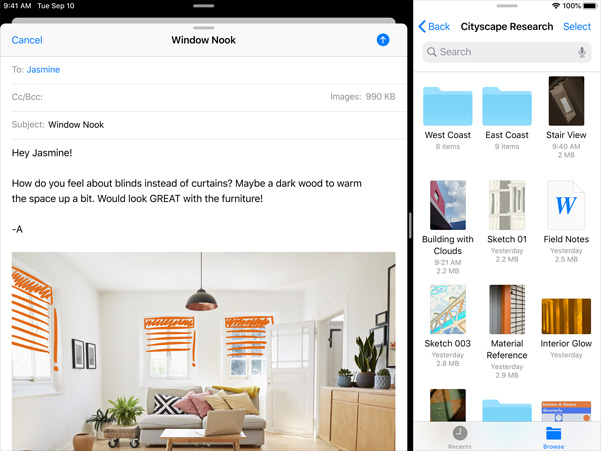 9:41 AM Tue Sep 10
100%
Cancel
Window Nook
To: Jasmine
Cc/Bcc:
Images: 990 KB
Subject: Window Nook
Hey Jasmine!
How do you feel about blinds instead of curtains? Maybe a dark wood to warm
the space up a bit. Would look GREAT with the furniture!
-A
Back
Cityscape Research
Select
Search
West Coast
8 items
East Coast
9 items
Stair View
9:40 AM
2 MB
Building with
Clouds
9:21 AM
2.2 MB
Sketch 01
Yesterday
2.2 MB
W
Field Notes
Yesterday
2.5 MB
Sketch 003
Yesterday
2.8 MB
Material
Reference
Yesterday
2.9 MB
Interior Glow
Yesterday
Quarterly
Recents
Browse